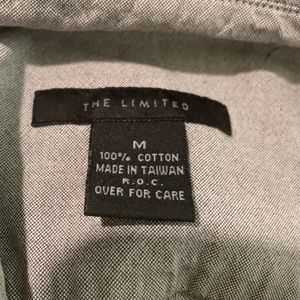 THE LIMITED
M
100% COTTON
MADE IN TAIWAN
R.O.C.
OVER FOR CARE